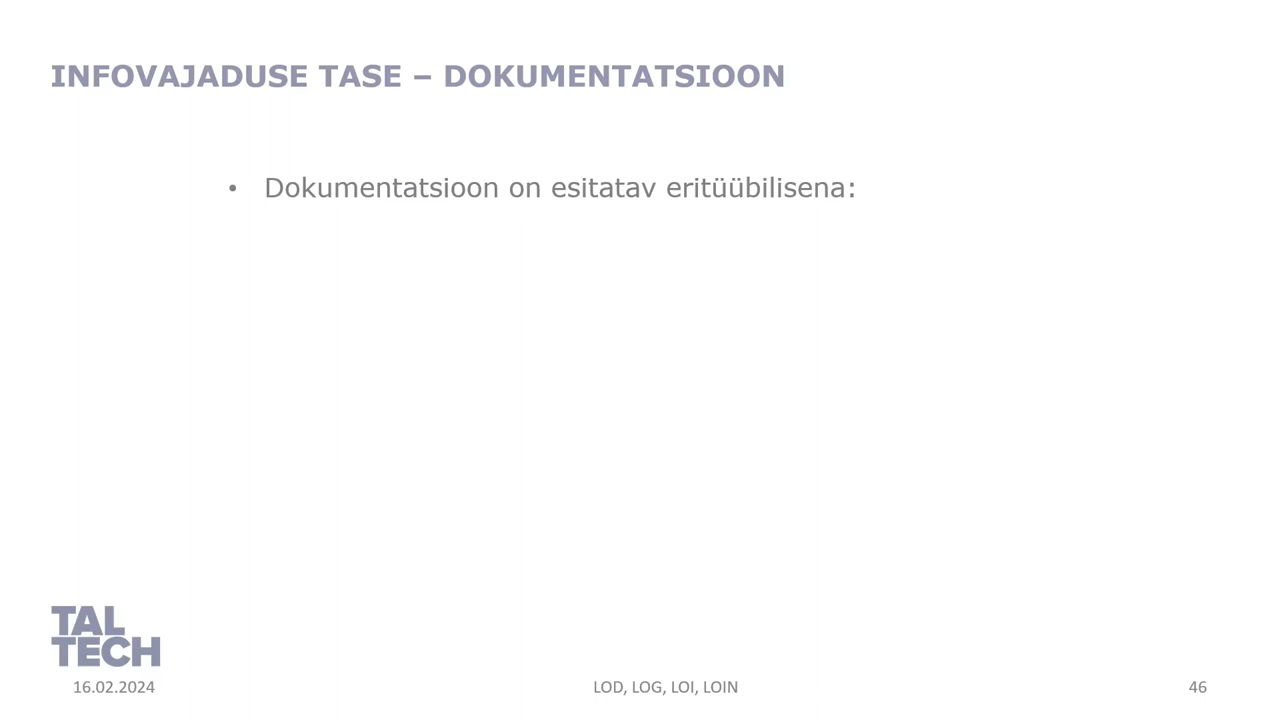 INFOVAJADUSE TASE – DOKUMENTATSIOON
• Dokumentatsioon on esitatav eritüübilisena:
TAL
TECH
16.02.2024
LOD, LOG, LOI, LOIN
46